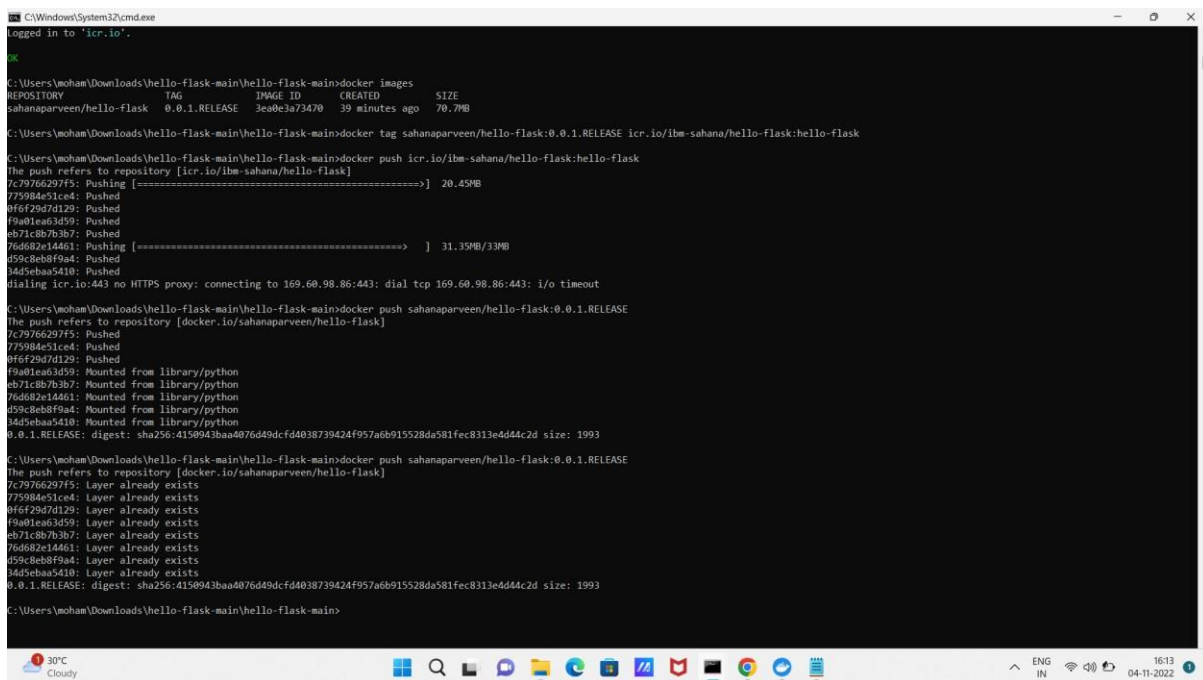 C:\Windows\System32\cmd.exe
Logged in to 'icr.io'.
OK
C:\Users\moham\Downloads\hello-flask-main\hello-flask-main>docker images
REPOSITORY TAG IMAGE ID CREATED SIZE
sahanaparveen/hello-flask 0.0.1.RELEASE 3ea0e3a73470 39 minutes ago 70.7MB
C:\Users\moham\Downloads\hello-flask-main\hello-flask-main>docker tag sahanaparveen/hello-flask:0.0.1.RELEASE icr.io/ibm-sahana/hello-flask:hello-flask
C:\Users\moham\Downloads\hello-flask-main\hello-flask-main>docker push icr.io/ibm-sahana/hello-flask:hello-flask
The push refers to repository [icr.io/ibm-sahana/hello-flask]
7c79766297f5: Pushing [==================================================>] 20.45MB
775984e51ce4: Pushed
0f6f29d7d129: Pushed
f9a01ea63d59: Pushed
eb71c8b7b3b7: Pushed
76d682e14461: Pushing [===============================================> ] 31.35MB/33MB
d59c8eb8f9a4: Pushed
34d5ebaa5410: Pushed
dialing icr.io:443 no HTTPS proxy: connecting to 169.60.98.86:443: dial tcp 169.60.98.86:443: i/o timeout
C:\Users\moham\Downloads\hello-flask-main\hello-flask-main>docker push sahanaparveen/hello-flask:0.0.1.RELEASE
The push refers to repository [docker.io/sahanaparveen/hello-flask]
7c79766297f5: Pushed
775984e51ce4: Pushed
0f6f29d7d129: Pushed
f9a01ea63d59: Mounted from library/python
eb71c8b7b3b7: Mounted from library/python
76d682e14461: Mounted from library/python
d59c8eb8f9a4: Mounted from library/python
34d5ebaa5410: Mounted from library/python
0.0.1.RELEASE: digest: sha256:4150943baa4076d49dcfd4038739424f957a6b915528da581fec8313e4d44c2d size: 1993
C:\Users\moham\Downloads\hello-flask-main\hello-flask-main>docker push sahanaparveen/hello-flask:0.0.1.RELEASE
The push refers to repository [docker.io/sahanaparveen/hello-flask]
7c79766297f5: Layer already exists
775984e51ce4: Layer already exists
0f6f29d7d129: Layer already exists
f9a01ea63d59: Layer already exists
eb71c8b7b3b7: Layer already exists
76d682e14461: Layer already exists
d59c8eb8f9a4: Layer already exists
34d5ebaa5410: Layer already exists
0.0.1.RELEASE: digest: sha256:4150943baa4076d49dcfd4038739424f957a6b915528da581fec8313e4d44c2d size: 1993
C:\Users\moham\Downloads\hello-flask-main\hello-flask-main>
1
30°C
Cloudy
ENG
IN
16:13
04-11-2022
1